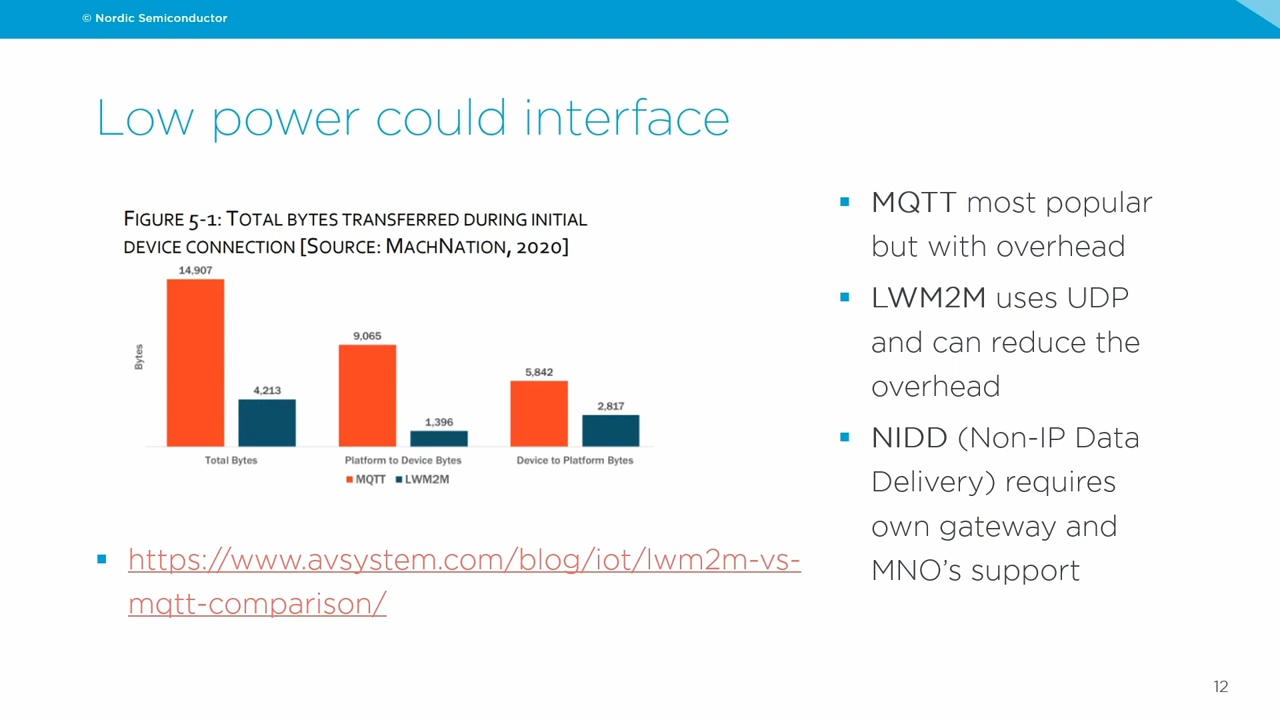 © Nordic Semiconductor
Low power could interface
FIGURE 5-1: TOTAL BYTES TRANSFERRED DURING INITIAL
DEVICE CONNECTION [SOURCE: MACHNATION, 2020]
Bytes
14,907
4,213
9,065
1,396
5,842
2,817
Total Bytes
Platform to Device Bytes
Device to Platform Bytes
MQTT LWM2M
https://www.avsystem.com/blog/iot/lwm2m-vs-
mqtt-comparison/
MQTT most popular
but with overhead
LWM2M uses UDP
and can reduce the
overhead
NIDD (Non-IP Data
Delivery) requires
own gateway and
MNO’s support
12